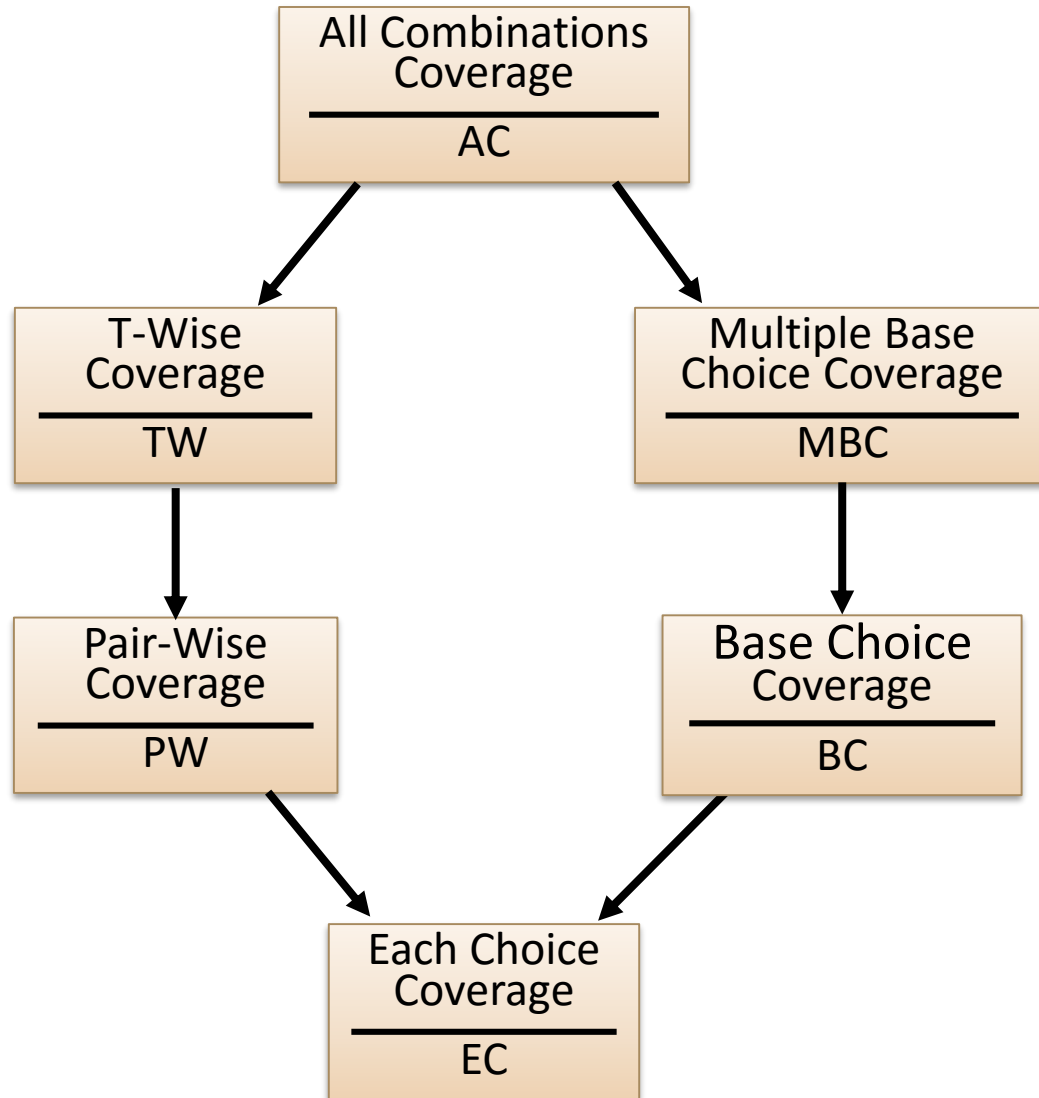 All Combinations
Coverage
AC
T-Wise
Coverage
TW
Multiple Base
Choice Coverage
MBC
Pair-Wise
Coverage
PW
Base Choice
Coverage
BC
Each Choice
Coverage
EC